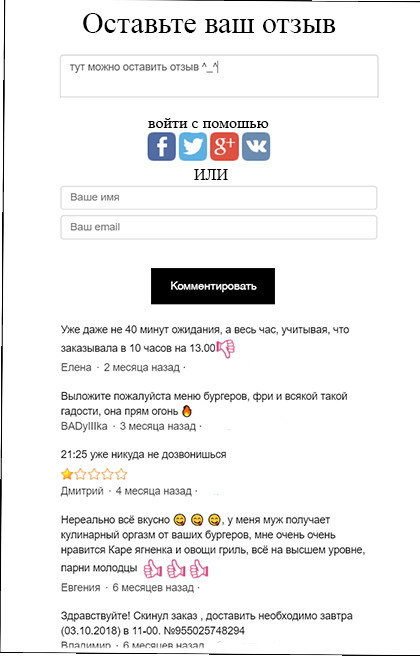 Оставьте ваш отзыв
тут можно оставить отзыв ^_^
войти с помошью
f g+
ИЛИ
Ваше имя
Ваш email
Комментировать
Уже даже не 40 минут ожидания, а весь час, учитывая, что
заказывала в 10 часов на 13.00
Елена · 2 месяца назад ·
Выложите пожалуйста меню бургеров, фри и всякой такой
гадости, она прям огонь 🔥
BADylllka · 3 месяца назад ·
21:25 уже никуда не дозвонишься
Дмитрий · 4 месяца назад ·
Нереально всё вкусно 😋 😋 😋, у меня муж получает
кулинарный оргазм от ваших бургеров, мне очень очень
нравится Каре ягненка и овощи гриль, всё на высшем уровне,
парни молодцы
Евгения · 6 месяцев назад ·
Здравствуйте! Скинул заказ , доставить необходимо завтра
(03.10.2018) в 11-00. №955025748294
Владимир · 6 месяцев назад ·